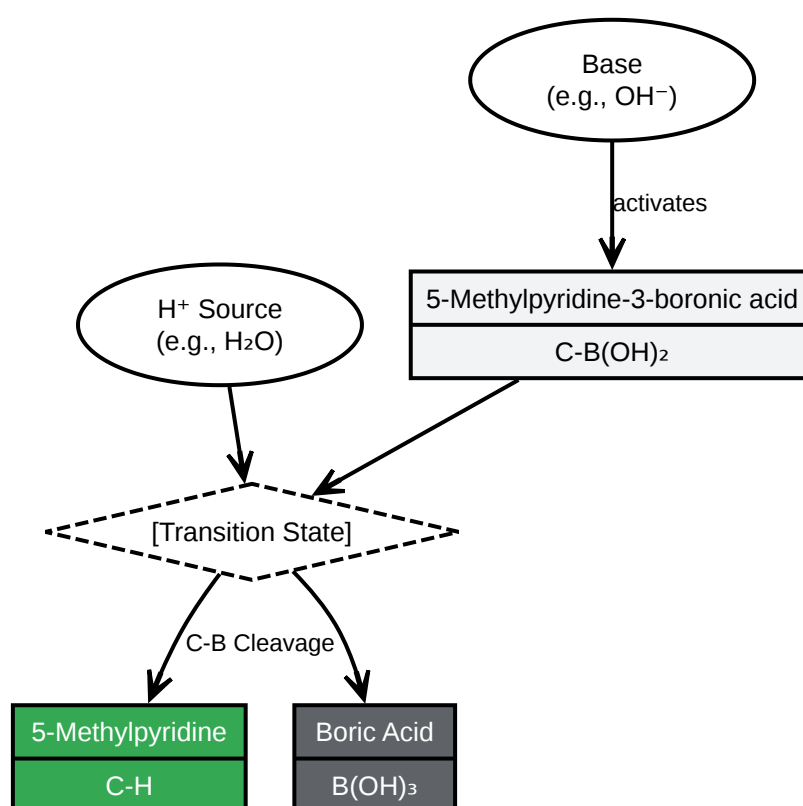 Base
(e.g., OH⁻)
activates
5-Methylpyridine-3-boronic acid
C-B(OH)₂
H⁺ Source
(e.g., H₂O)
[Transition State]
C-B Cleavage
5-Methylpyridine
C-H
Boric Acid
B(OH)₃